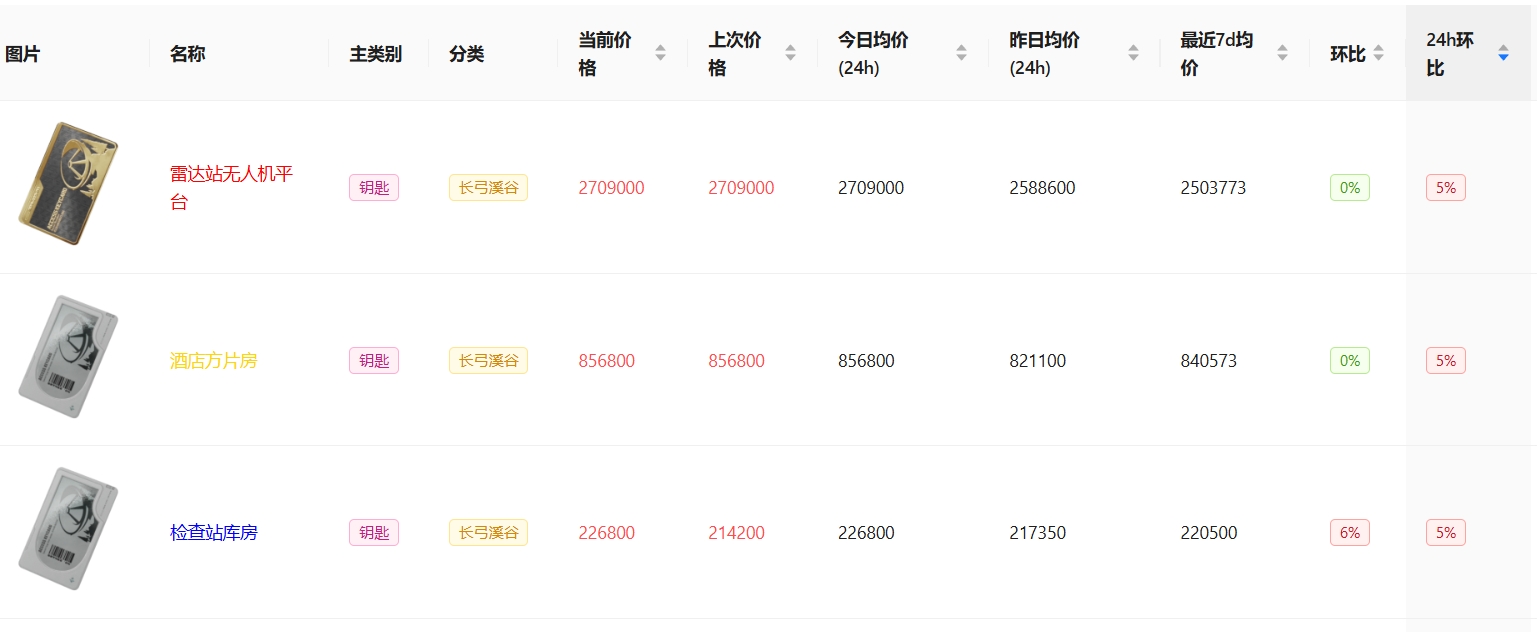 图片 名称 主类别 分类 当前价格 上次价格 今日均价(24h) 昨日均价(24h) 最近7d均价 环比 24h环比
雷达站无人机平台 钥匙 长弓溪谷 2709000 2709000 2709000 2588600 2503773 0% 5%
酒店方片房 钥匙 长弓溪谷 856800 856800 856800 821100 840573 0% 5%
检查站库房 钥匙 长弓溪谷 226800 214200 226800 217350 220500 6% 5%